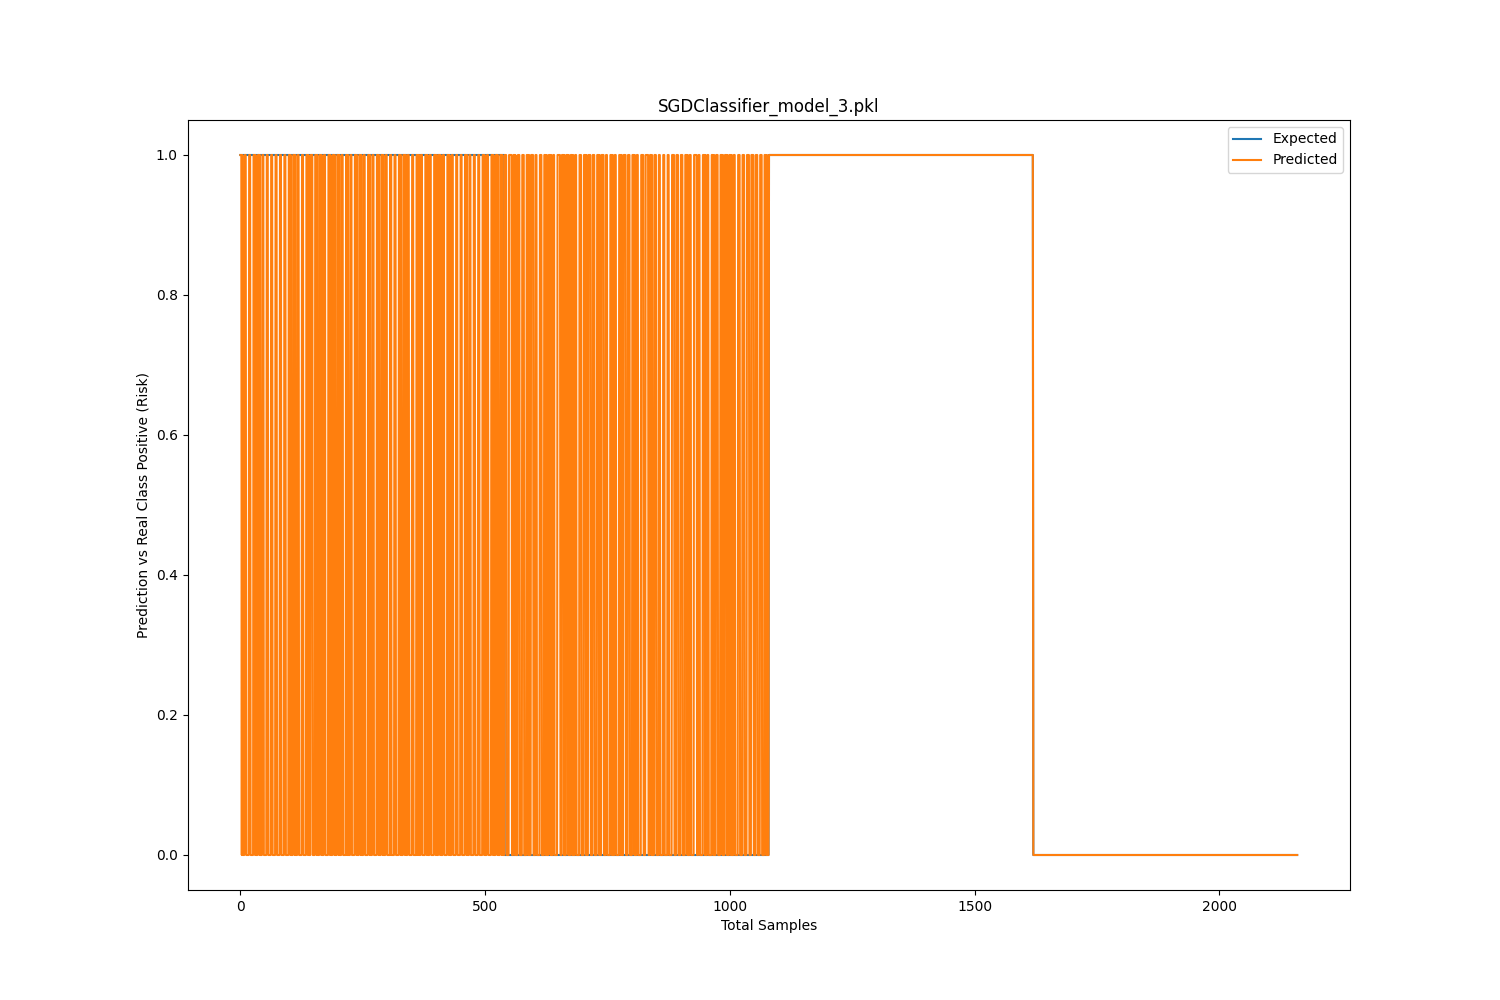 SGDClassifier_model_3.pkl
Expected
Predicted
1.0
0.8
0.6
0.4
0.2
0.0
Prediction vs Real Class Positive (Risk)
0
500
1000
1500
2000
Total Samples